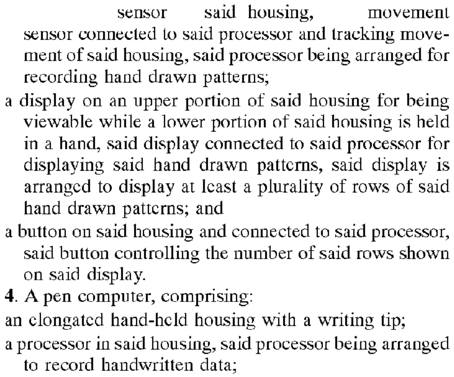 sensor said housing, movement
sensor connected to said processor and tracking move-
ment of said housing, said processor being arranged for
recording hand drawn patterns;
a display on an upper portion of said housing for being
viewable while a lower portion of said housing is held
in a hand, said display connected to said processor for
displaying said hand drawn patterns, said display is
arranged to display at least a plurality of rows of said
hand drawn patterns; and
a button on said housing and connected to said processor,
said button controlling the number of said rows shown
on said display.
4. A pen computer, comprising:
an elongated hand-held housing with a writing tip;
a processor in said housing, said processor being arranged
to record handwritten data;